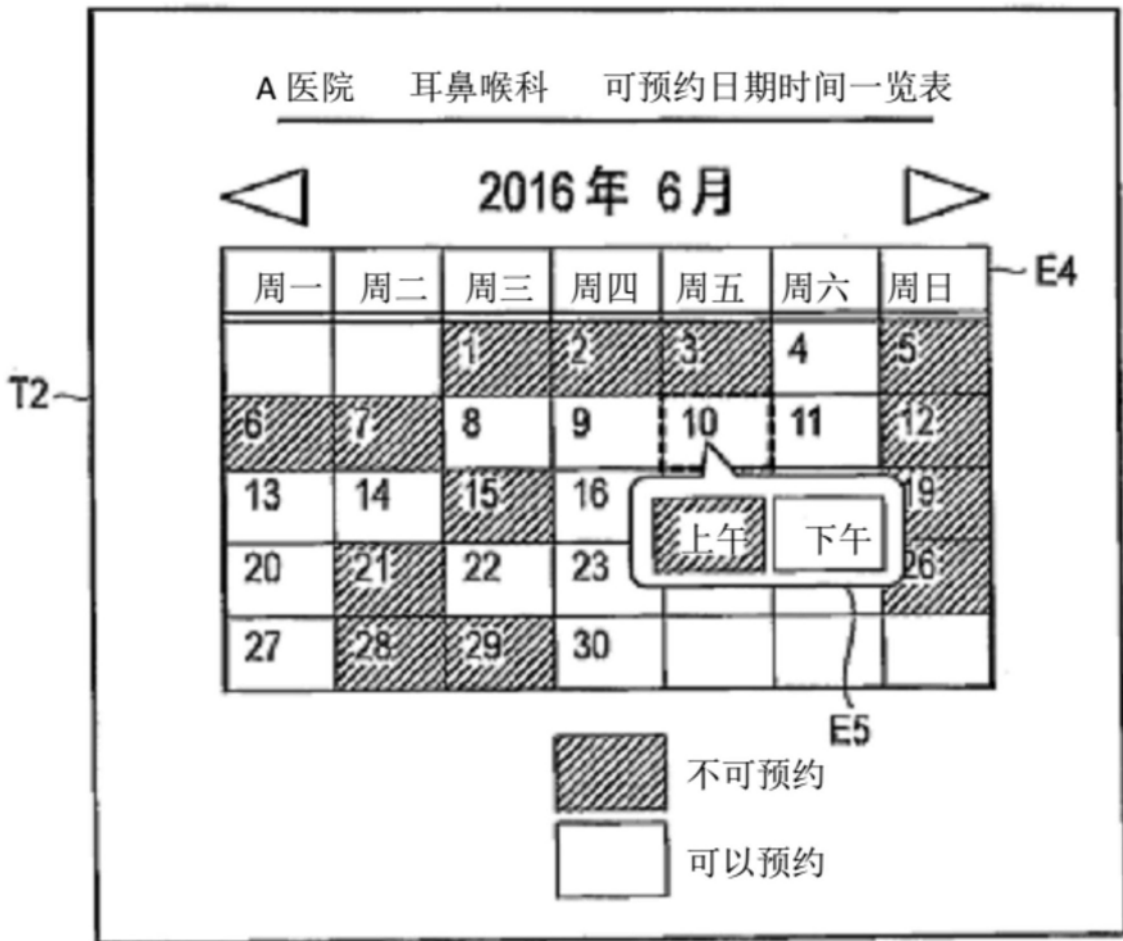 A 医院 耳鼻喉科 可预约日期时间一览表
2016 年 6 月
周一 周二 周三 周四 周五 周六 周日
E4
1 2 3 4 5
T2
6 7 8 9 10 11 12
13 14 15 16 19
上午 下午
20 21 22 23 26
27 28 29 30
E5
不可预约
可以预约